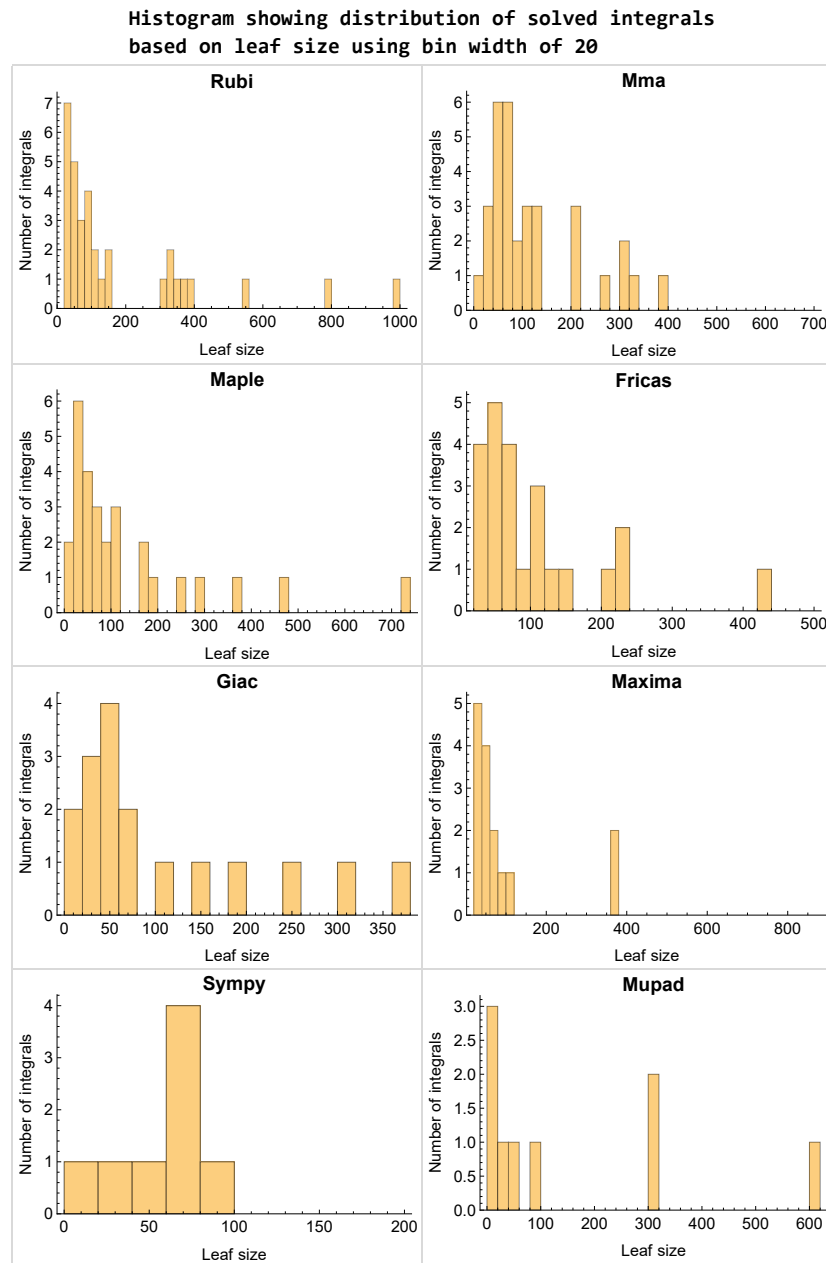 Histogram showing distribution of solved integrals
based on leaf size using bin width of 20
Rubi
Number of integrals
7
6
5
4
3
2
1
0
0 200 400 600 800 1000
Leaf size
Mma
Number of integrals
6
5
4
3
2
1
0
0 100 200 300 400 500 600 700
Leaf size
Maple
Number of integrals
6
5
4
3
2
1
0
0 100 200 300 400 500 600 700
Leaf size
Fricas
Number of integrals
5
4
3
2
1
0
100 200 300 400 500
Leaf size
Giac
Number of integrals
4
3
2
1
0
0 50 100 150 200 250 300 350
Leaf size
Maxima
Number of integrals
5
4
3
2
1
0
200 400 600 800
Leaf size
Sympy
Number of integrals
4
3
2
1
0
0 50 100 150 200
Leaf size
Mupad
Number of integrals
3.0
2.5
2.0
1.5
1.0
0.5
0.0
0 100 200 300 400 500 600
Leaf size